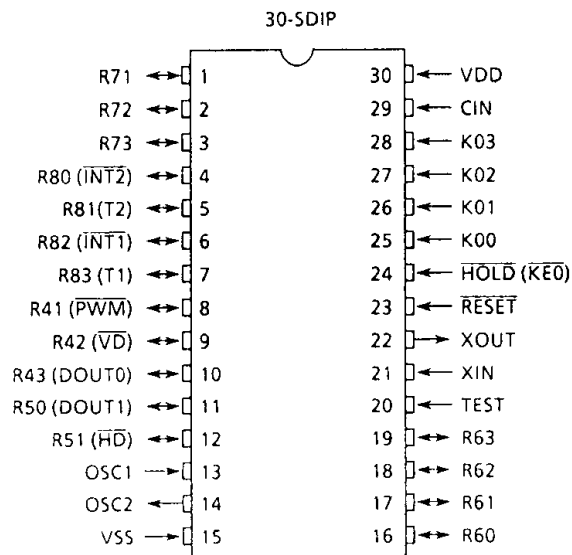 30-SDIP
R71 1 30 VDD
R72 2 29 CIN
R73 3 28 K03
R80 (INT2) 4 27 K02
R81(T2) 5 26 K01
R82 (INT1) 6 25 K00
R83 (T1) 7 24 HOLD (KE0)
R41 (PWM) 8 23 RESET
R42 (VD) 9 22 XOUT
R43 (DOUT0) 10 21 XIN
R50 (DOUT1) 11 20 TEST
R51 (HD) 12 19 R63
OSC1 13 18 R62
OSC2 14 17 R61
VSS 15 16 R60